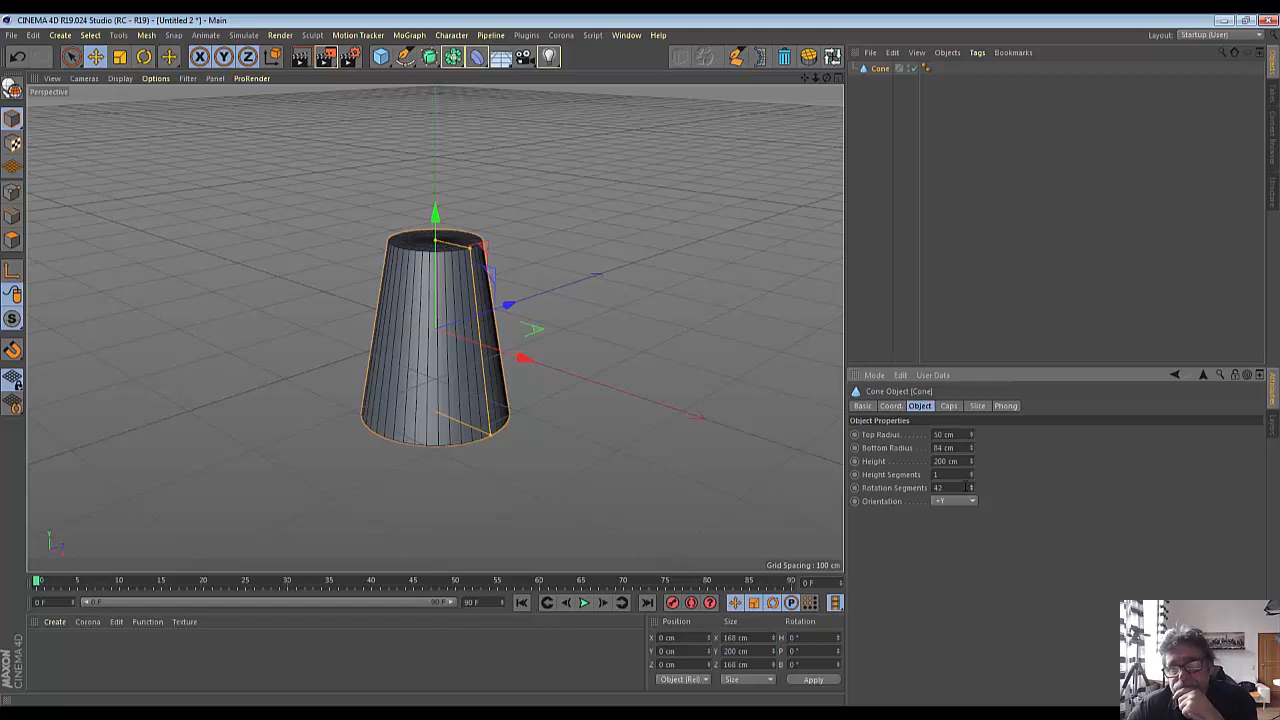 CINEMA 4D R19.024 Studio (RC - R19) - [Untitled 2 *] - Main
File Edit Create Select Tools Mesh Snap Animate Simulate Render Motion Tracker MoGraph Character Pipeline Plugins Corona Script Window Help
Layout: Startup (User)
File Edit View Objects Tags Bookmarks
Cone
View Cameras Display Options Filter Panel ProRender
Perspective
Mode Edit User Data
Cone Object [Cone]
Basic Coord. Object Caps Slice Phong
Object Properties
Top Radius 50 cm
Bottom Radius 84 cm
Height 200 cm
Height Segments 1
Rotation Segments 42
Orientation +Y
Grid Spacing : 100 cm
0 5 10 15 20 25 30 35 40 45 50 55 60 65 70 75 80 85 90 0 F
0 F 0 F 90 F 90 F
Create Corona Edit Function Texture
Position Size Rotation
X 0 cm X 168 cm H 0 °
Y 0 cm Y 200 cm P 0 °
Z 0 cm Z 168 cm B 0 °
Object (Rel) Size Apply
MAXON CINEMA 4D